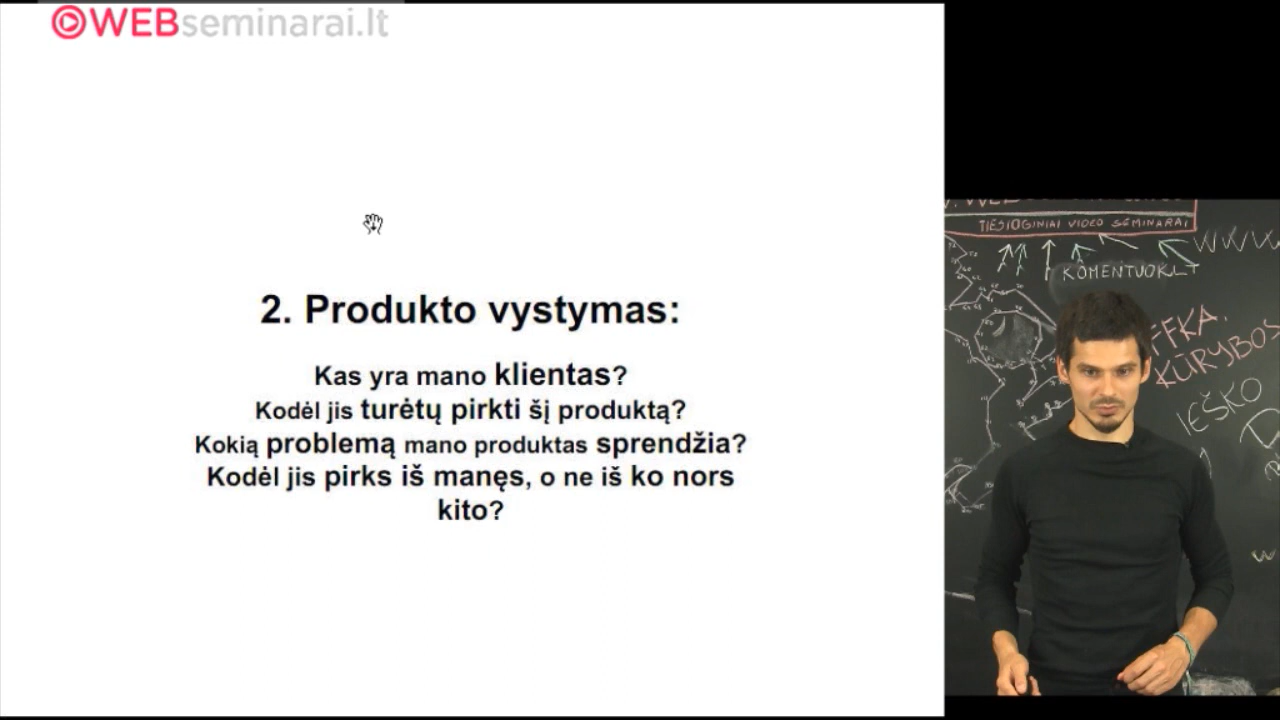 WEBseminarai.lt
2. Produkto vystymas:
Kas yra mano klientas?
Kodėl jis turėtų pirkti šį produktą?
Kokią problemą mano produktas sprendžia?
Kodėl jis pirks iš manęs, o ne iš ko nors
kito?
TIESIOGINIAI VIDEO SEMINARAI
WWW
KOMENTUOK
KŪRYBOS
IEŠKO